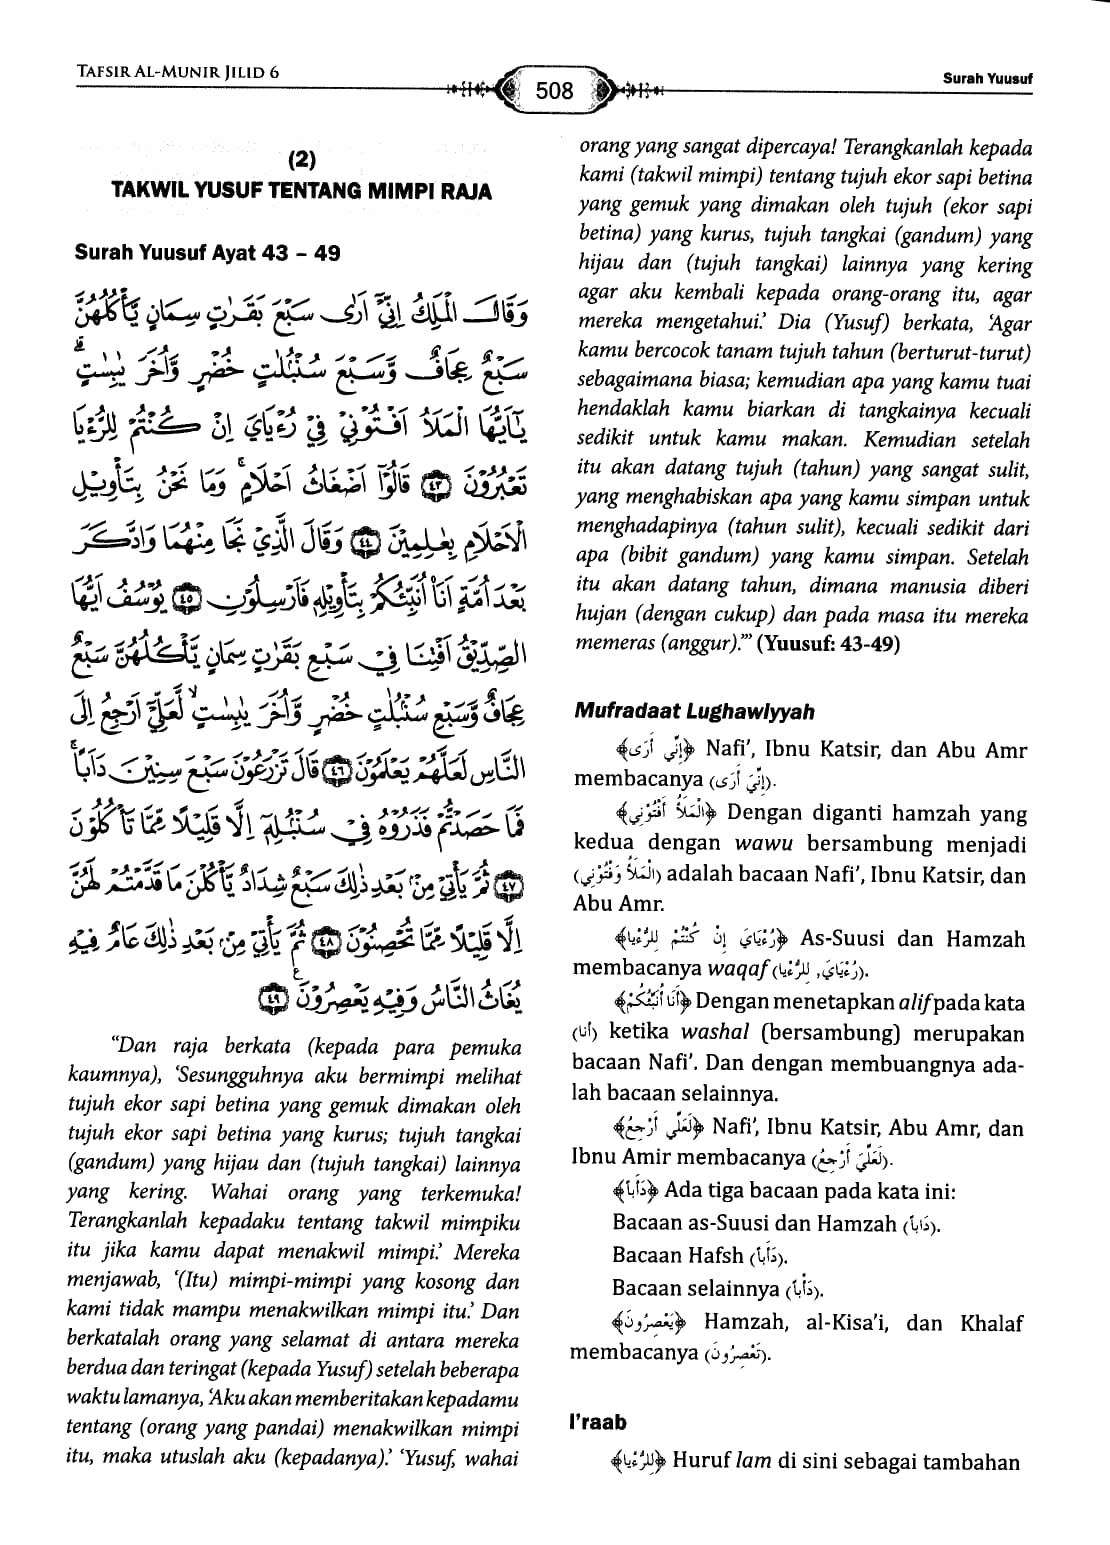 TAFSIR AL-MUNIR JILID 6
508
Surah Yuusuf
(2)
TAKWIL YUSUF TENTANG MIMPI RAJA
Surah Yuusuf Ayat 43 – 49
وَقَالَ الْمَلِكُ اِنِّيْٓ اَرٰى سَبْعَ بَقَرٰتٍ سِمَانٍ يَّأْكُلُهُنَّ
سَبْعٌ عِجَافٌ وَّسَبْعَ سُنْۢبُلٰتٍ خُضْرٍ وَّاُخَرَ يٰبِسٰتٍۗ
يٰٓاَيُّهَا الْمَلَاُ اَفْتُوْنِيْ فِيْ رُءْيَايَ اِنْ كُنْتُمْ لِلرُّءْيَا
تَعْبُرُوْنَ ﴿٤٣﴾ قَالُوْٓا اَضْغَاثُ اَحْلَامٍۚ وَمَا نَحْنُ بِتَأْوِيْلِ
الْاَحْلَامِ بِعٰلِمِيْنَ ﴿٤٤﴾ وَقَالَ الَّذِيْ نَجَا مِنْهُمَا وَادَّكَرَ
بَعْدَ اُمَّةٍ اَنَا۠ اُنَبِّئُكُمْ بِتَأْوِيْلِهٖ فَاَرْسِلُوْنِ ﴿٤٥﴾ يُوْسُفُ اَيُّهَا
الصِّدِّيْقُ اَفْتِنَا فِيْ سَبْعِ بَقَرٰتٍ سِمَانٍ يَّأْكُلُهُنَّ سَبْعٌ
عِجَافٌ وَّسَبْعِ سُنْۢبُلٰتٍ خُضْرٍ وَّاُخَرَ يٰبِسٰتٍۙ لَّعَلِّيْٓ اَرْجِعُ اِلَى
النَّاسِ لَعَلَّهُمْ يَعْلَمُوْنَ ﴿٤٦﴾ قَالَ تَزْرَعُوْنَ سَبْعَ سِنِيْنَ دَاَبًاۚ
فَمَا حَصَدْتُّمْ فَذَرُوْهُ فِيْ سُنْۢبُلِهٖٓ اِلَّا قَلِيْلًا مِّمَّا تَأْكُلُوْنَ
﴿٤٧﴾ ثُمَّ يَأْتِيْ مِنْۢ بَعْدِ ذٰلِكَ سَبْعٌ شِدَادٌ يَّأْكُلْنَ مَا قَدَّمْتُمْ لَهُنَّ
اِلَّا قَلِيْلًا مِّمَّا تُحْصِنُوْنَ ﴿٤٨﴾ ثُمَّ يَأْتِيْ مِنْۢ بَعْدِ ذٰلِكَ عَامٌ فِيْهِ
يُغَاثُ النَّاسُ وَفِيْهِ يَعْصِرُوْنَ ﴿٤٩﴾
“Dan raja berkata (kepada para pemuka
kaumnya), ‘Sesungguhnya aku bermimpi melihat
tujuh ekor sapi betina yang gemuk dimakan oleh
tujuh ekor sapi betina yang kurus; tujuh tangkai
(gandum) yang hijau dan (tujuh tangkai) lainnya
yang kering. Wahai orang yang terkemuka!
Terangkanlah kepadaku tentang takwil mimpiku
itu jika kamu dapat menakwil mimpi.’ Mereka
menjawab, ‘(Itu) mimpi-mimpi yang kosong dan
kami tidak mampu menakwilkan mimpi itu.’ Dan
berkatalah orang yang selamat di antara mereka
berdua dan teringat (kepada Yusuf) setelah beberapa
waktu lamanya, ‘Aku akan memberitakan kepadamu
tentang (orang yang pandai) menakwilkan mimpi
itu, maka utuslah aku (kepadanya).’ ‘Yusuf, wahai
orang yang sangat dipercaya! Terangkanlah kepada
kami (takwil mimpi) tentang tujuh ekor sapi betina
yang gemuk yang dimakan oleh tujuh (ekor sapi
betina) yang kurus, tujuh tangkai (gandum) yang
hijau dan (tujuh tangkai) lainnya yang kering
agar aku kembali kepada orang-orang itu, agar
mereka mengetahui.’ Dia (Yusuf) berkata, ‘Agar
kamu bercocok tanam tujuh tahun (berturut-turut)
sebagaimana biasa; kemudian apa yang kamu tuai
hendaklah kamu biarkan di tangkainya kecuali
sedikit untuk kamu makan. Kemudian setelah
itu akan datang tujuh (tahun) yang sangat sulit,
yang menghabiskan apa yang kamu simpan untuk
menghadapinya (tahun sulit), kecuali sedikit dari
apa (bibit gandum) yang kamu simpan. Setelah
itu akan datang tahun, dimana manusia diberi
hujan (dengan cukup) dan pada masa itu mereka
memeras (anggur).’” (Yuusuf: 43-49)
Mufradaat Lughawiyyah
﴿إِنِّي أَرَى﴾ Nafi’, Ibnu Katsir, dan Abu Amr
membacanya (إِنِّيَ أَرَى).
﴿الْمَلَأُ أَفْتُوْنِي﴾ Dengan diganti hamzah yang
kedua dengan wawu bersambung menjadi
(الْمَلَأُ وَفْتُوْنِي) adalah bacaan Nafi’, Ibnu Katsir, dan
Abu Amr.
﴿رُءْيَايَ إِنْ كُنْتُمْ لِلرُّءْيَا﴾ As-Suusi dan Hamzah
membacanya waqaf (رُءْيَايَ, لِلرُّءْيَا).
﴿أَنَا أُنَبِّئُكُمْ﴾ Dengan menetapkan alif pada kata
(أَنَا) ketika washal (bersambung) merupakan
bacaan Nafi’. Dan dengan membuangnya ada-
lah bacaan selainnya.
﴿لَعَلِّي أَرْجِعُ﴾ Nafi’, Ibnu Katsir, Abu Amr, dan
Ibnu Amir membacanya (لَعَلِّيَ أَرْجِعُ).
﴿دَأَبًا﴾ Ada tiga bacaan pada kata ini:
Bacaan as-Suusi dan Hamzah (دَابًا).
Bacaan Hafsh (دَأَبًا).
Bacaan selainnya (دَأْبًا).
﴿يَعْصِرُوْنَ﴾ Hamzah, al-Kisa’i, dan Khalaf
membacanya (تَعْصِرُوْنَ).
I’raab
﴿لِلرُّءْيَا﴾ Huruf lam di sini sebagai tambahan